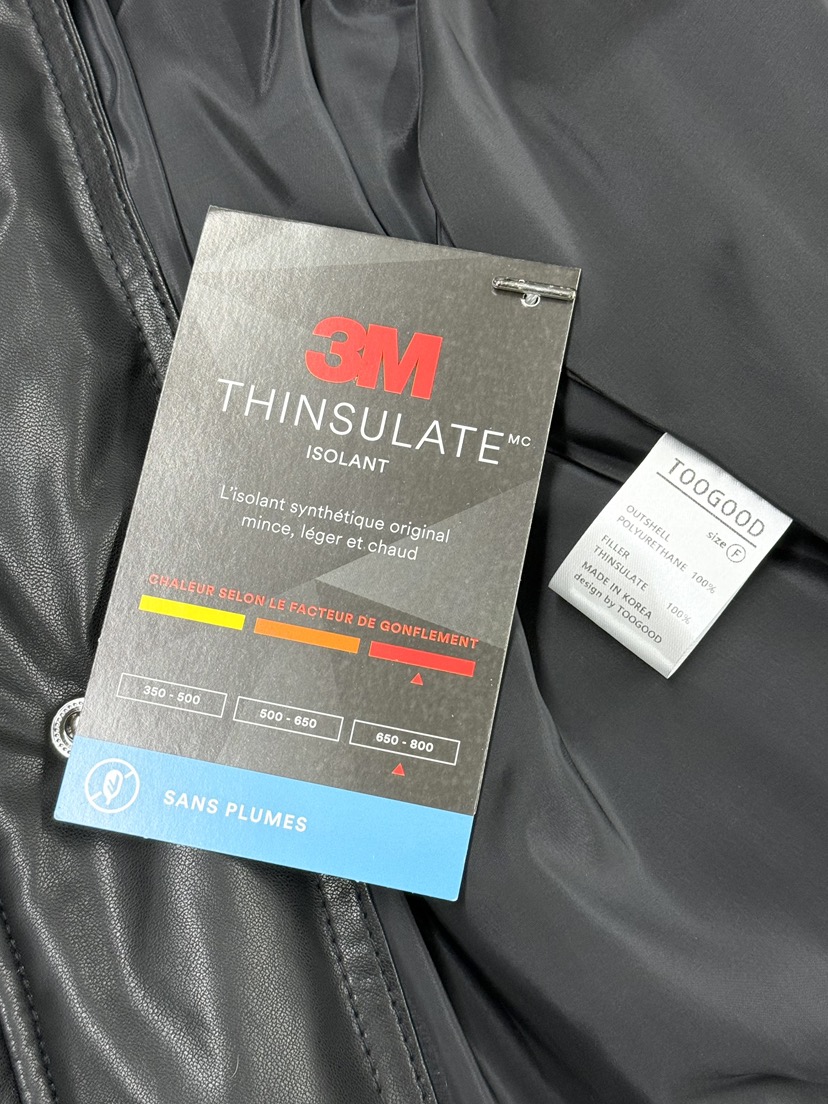 3M
THINSULATE MC
ISOLANT
L'isolant synthétique original
mince, léger et chaud
CHALEUR SELON LE FACTEUR DE GONFLEMENT
350 - 500
500 - 650
650 - 800
SANS PLUMES
TOOGOOD
size F
OUTSHELL
POLYURETHANE 100%
FILLER
THINSULATE 100%
MADE IN KOREA
design by TOOGOOD